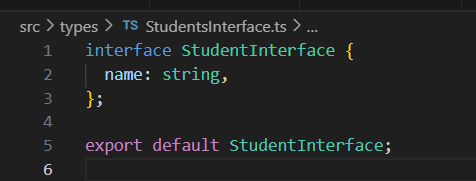 src > types > TS StudentsInterface.ts > ...
1 interface StudentInterface {
2 name: string,
3 };
4
5 export default StudentInterface;
6